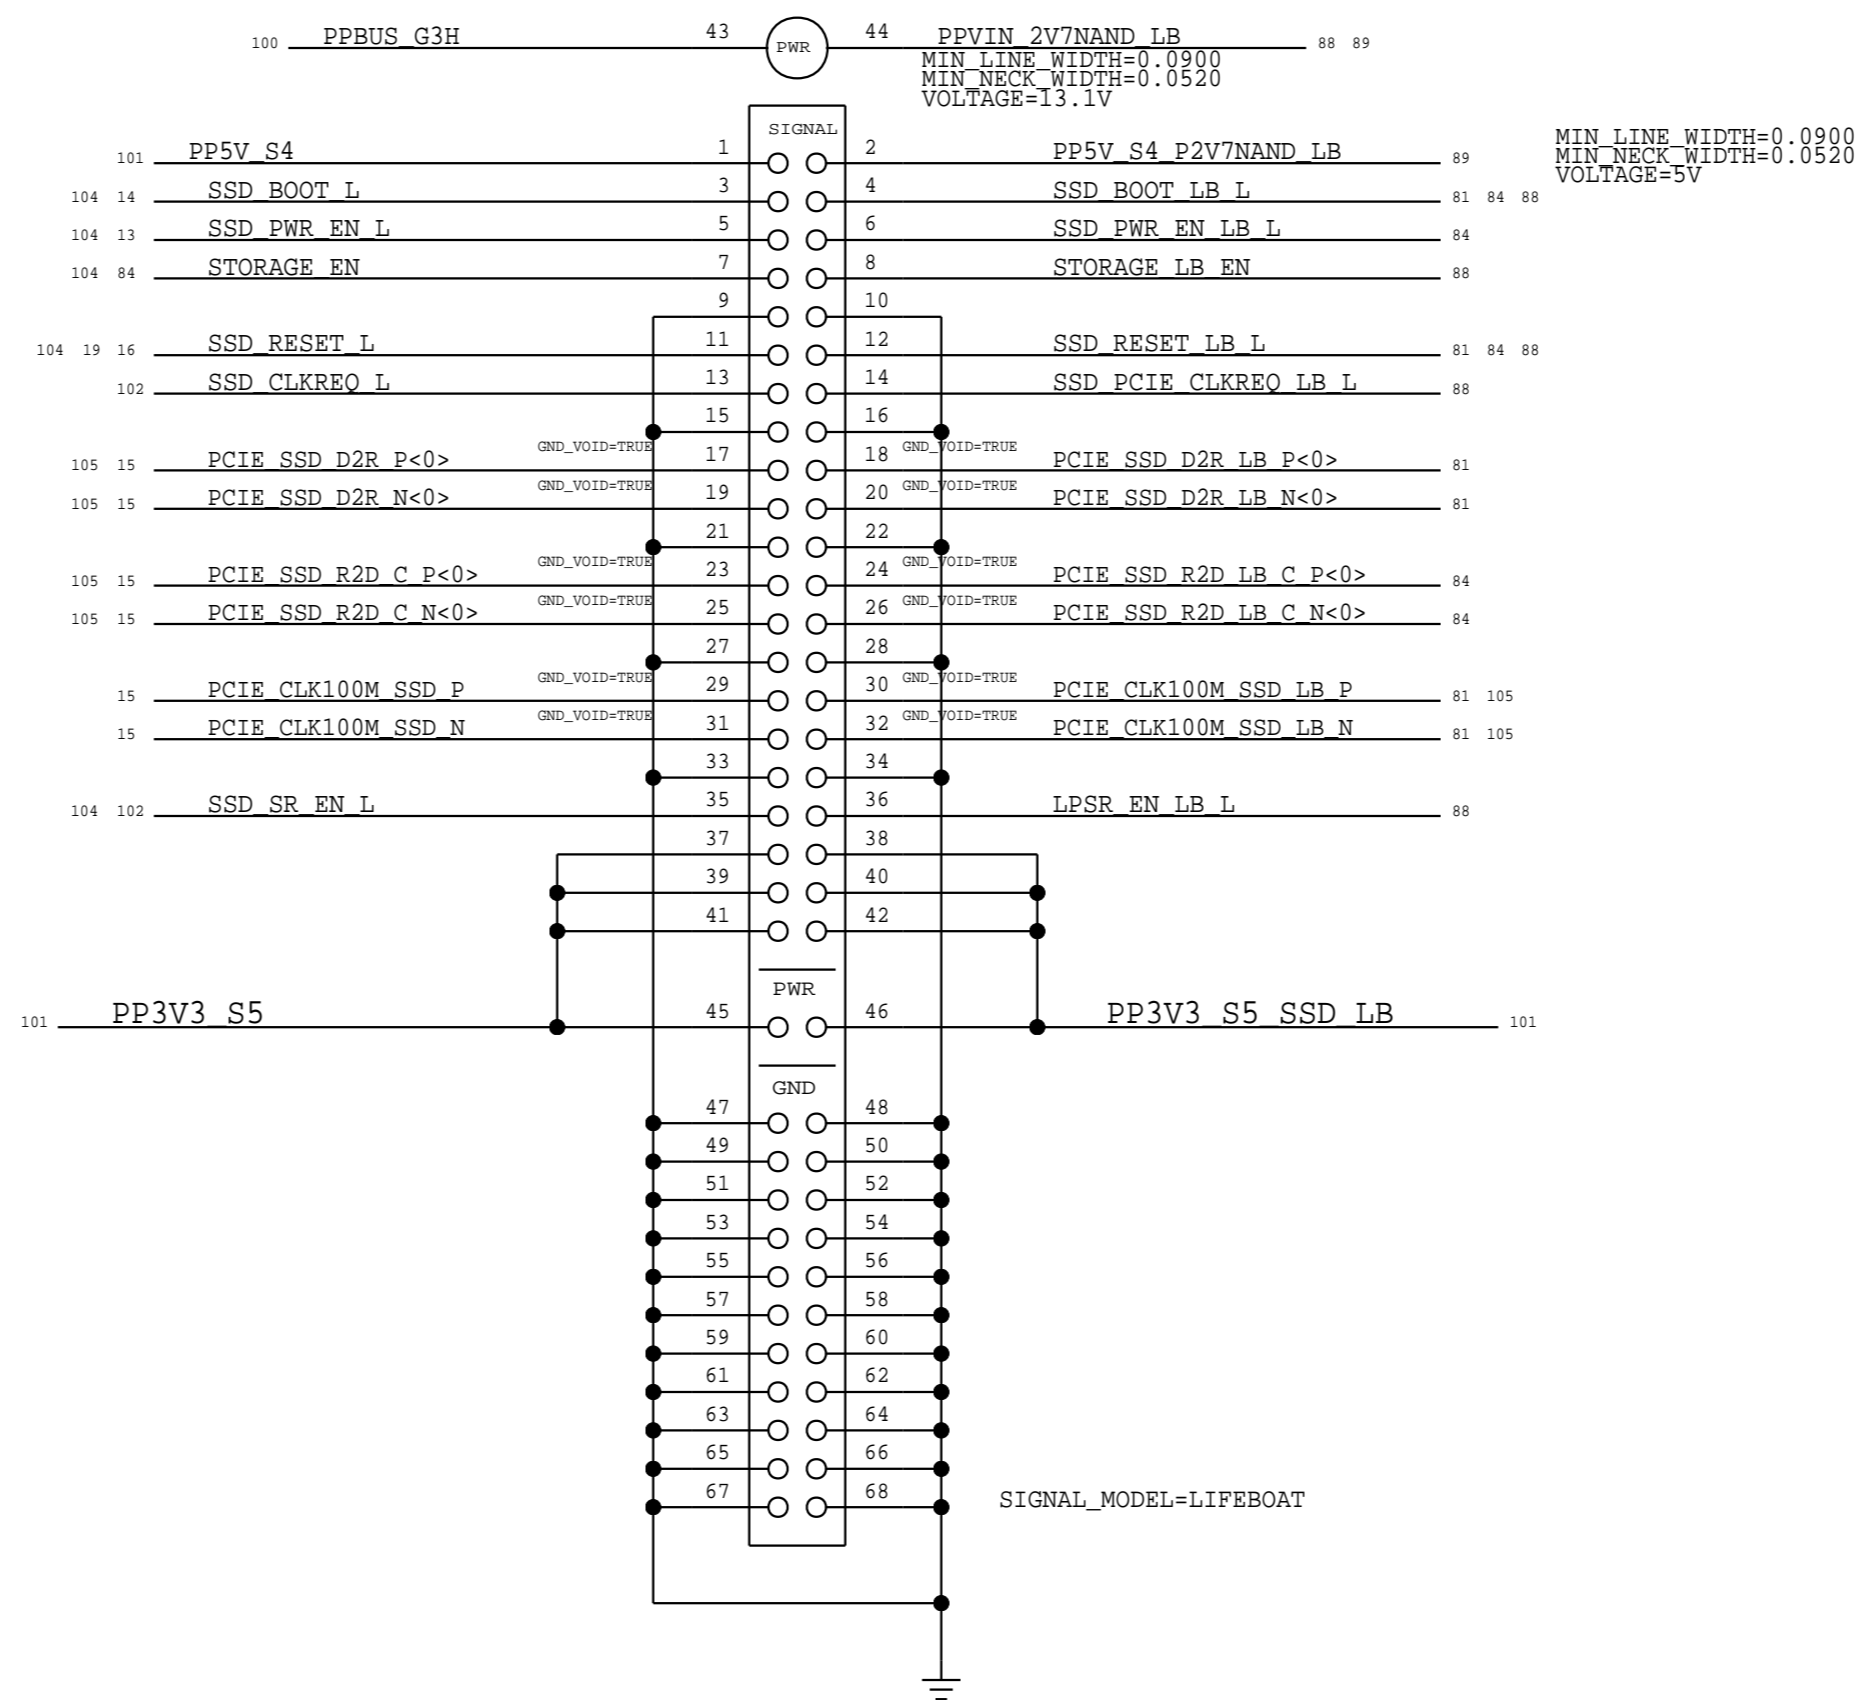 100 PPBUS_G3H 43 PWR 44 PPVIN_2V7NAND_LB 88 89
MIN_LINE_WIDTH=0.0900
MIN_NECK_WIDTH=0.0520
VOLTAGE=13.1V
SIGNAL
MIN_LINE_WIDTH=0.0900
MIN_NECK_WIDTH=0.0520
VOLTAGE=5V
101 PP5V_S4 1 2 PP5V_S4_P2V7NAND_LB 89
104 14 SSD_BOOT_L 3 4 SSD_BOOT_LB_L 81 84 88
104 13 SSD_PWR_EN_L 5 6 SSD_PWR_EN_LB_L 84
104 84 STORAGE_EN 7 8 STORAGE_LB_EN 88
9 10
104 19 16 SSD_RESET_L 11 12 SSD_RESET_LB_L 81 84 88
102 SSD_CLKREQ_L 13 14 SSD_PCIE_CLKREQ_LB_L 88
15 16
GND_VOID=TRUE GND_VOID=TRUE
105 15 PCIE_SSD_D2R_P<0> 17 18 PCIE_SSD_D2R_LB_P<0> 81
GND_VOID=TRUE GND_VOID=TRUE
105 15 PCIE_SSD_D2R_N<0> 19 20 PCIE_SSD_D2R_LB_N<0> 81
21 22
GND_VOID=TRUE GND_VOID=TRUE
105 15 PCIE_SSD_R2D_C_P<0> 23 24 PCIE_SSD_R2D_LB_C_P<0> 84
GND_VOID=TRUE GND_VOID=TRUE
105 15 PCIE_SSD_R2D_C_N<0> 25 26 PCIE_SSD_R2D_LB_C_N<0> 84
27 28
GND_VOID=TRUE GND_VOID=TRUE
15 PCIE_CLK100M_SSD_P 29 30 PCIE_CLK100M_SSD_LB_P 81 105
GND_VOID=TRUE GND_VOID=TRUE
15 PCIE_CLK100M_SSD_N 31 32 PCIE_CLK100M_SSD_LB_N 81 105
33 34
104 102 SSD_SR_EN_L 35 36 LPSR_EN_LB_L 88
37 38
39 40
41 42
PWR
101 PP3V3_S5 45 46 PP3V3_S5_SSD_LB 101
GND
47 48
49 50
51 52
53 54
55 56
57 58
59 60
61 62
63 64
65 66
67 68
SIGNAL_MODEL=LIFEBOAT